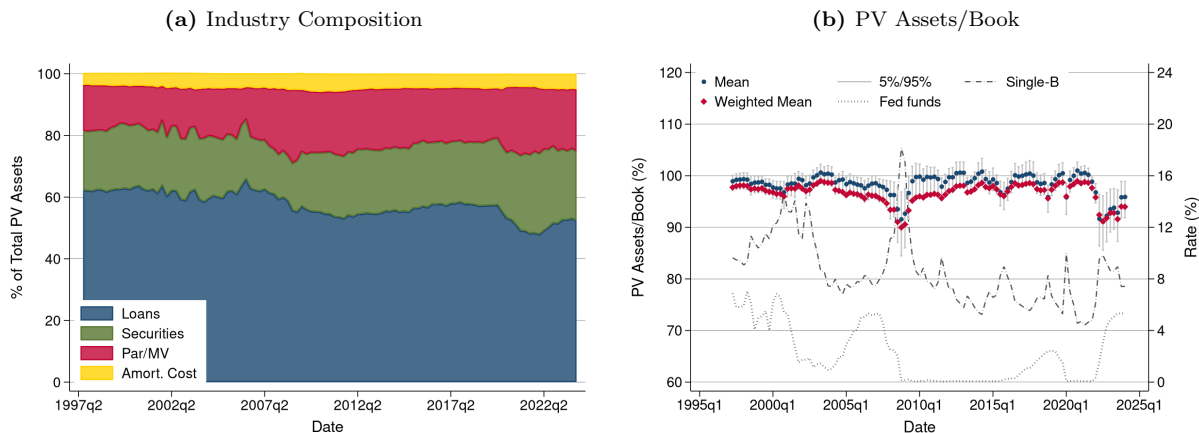 (a) Industry Composition
100
80
60
40
20
0
% of Total PV Assets
Loans
Securities
Par/MV
Amort. Cost
1997q2
2002q2
2007q2
2012q2
2017q2
2022q2
Date
(b) PV Assets/Book
120
110
100
90
80
70
60
PV Assets/Book (%)
Mean
5%/95%
Single-B
Weighted Mean
Fed funds
24
20
16
12
8
4
0
Rate (%)
1995q1
2000q1
2005q1
2010q1
2015q1
2020q1
2025q1
Date